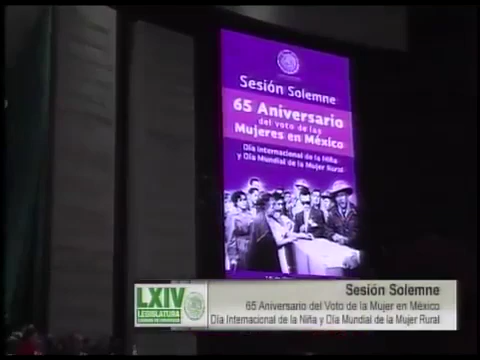 Sesión Solemne
65 Aniversario
del voto de las
Mujeres en México
Día Internacional de la Niña
y Día Mundial de la Mujer Rural
LXIV
LEGISLATURA
Sesión Solemne
65 Aniversario del Voto de la Mujer en México
Día Internacional de la Niña y Día Mundial de la Mujer Rural